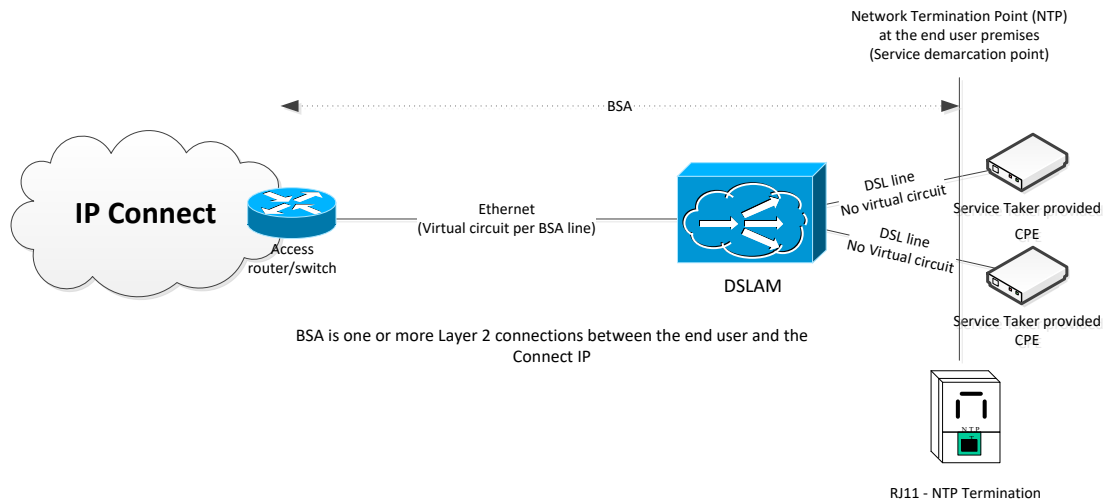 Network Termination Point (NTP)
at the end user premises
(Service demarcation point)
BSA
IP Connect
Access
router/switch
Ethernet
(Virtual circuit per BSA line)
DSLAM
DSL line
No virtual circuit
Service Taker provided
CPE
DSL line
No Virtual circuit
Service Taker provided
CPE
BSA is one or more Layer 2 connections between the end user and the
Connect IP
N T P
T
RJ11 - NTP Termination